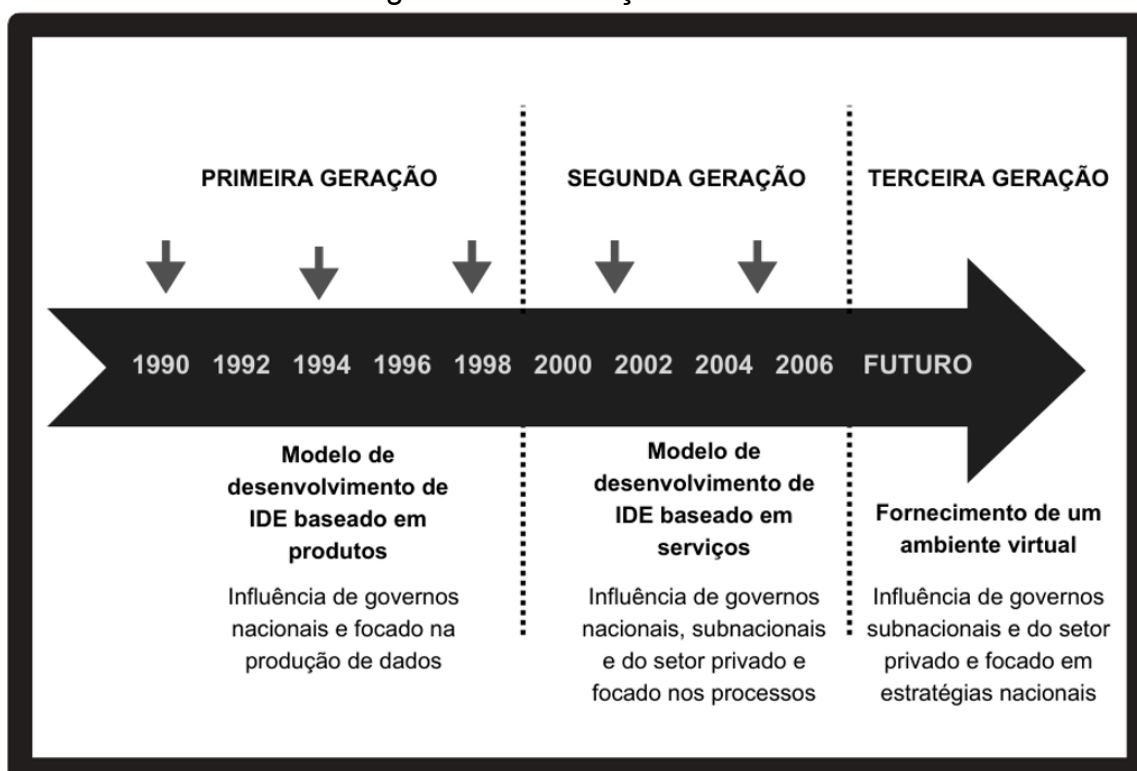 PRIMEIRA GERAÇÃO
SEGUNDA GERAÇÃO
TERCEIRA GERAÇÃO
1990 1992 1994 1996 1998 2000 2002 2004 2006 FUTURO
Modelo de
desenvolvimento de
IDE baseado em
produtos
Influência de governos
nacionais e focado na
produção de dados
Modelo de
desenvolvimento de
IDE baseado em
serviços
Influência de governos
nacionais, subnacionais
e do setor privado e
focado nos processos
Fornecimento de um
ambiente virtual
Influência de governos
subnacionais e do setor
privado e focado em
estratégias nacionais